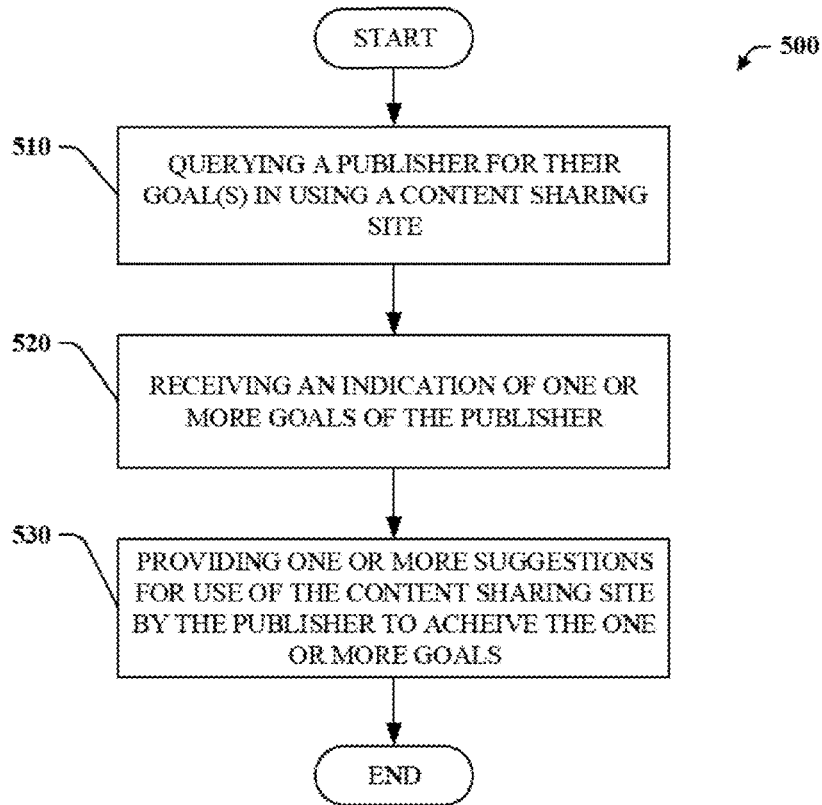 START
500
510
QUERYING A PUBLISHER FOR THEIR
GOAL(S) IN USING A CONTENT SHARING
SITE
520
RECEIVING AN INDICATION OF ONE OR
MORE GOALS OF THE PUBLISHER
530
PROVIDING ONE OR MORE SUGGESTIONS
FOR USE OF THE CONTENT SHARING SITE
BY THE PUBLISHER TO ACHEIVE THE ONE
OR MORE GOALS
END